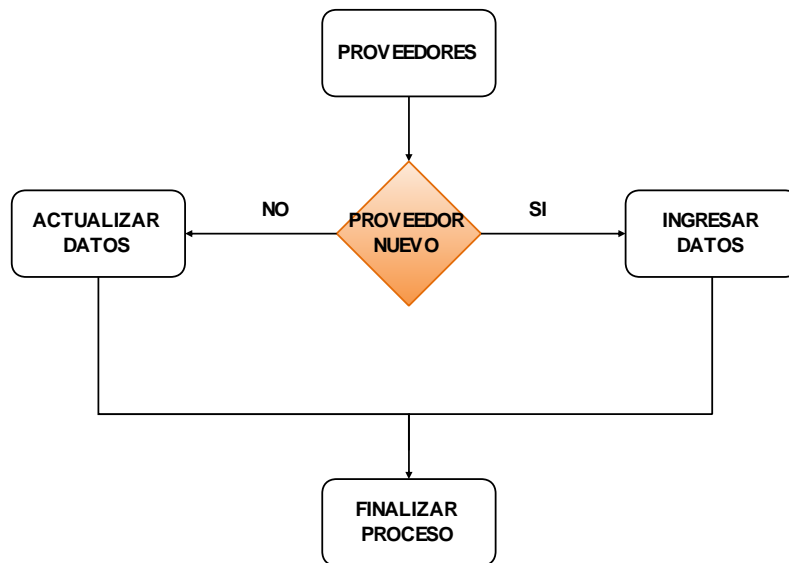 PROVEEDORES
NO
SI
ACTUALIZAR
DATOS
PROVEEDOR
NUEVO
INGRESAR
DATOS
FINALIZAR
PROCESO